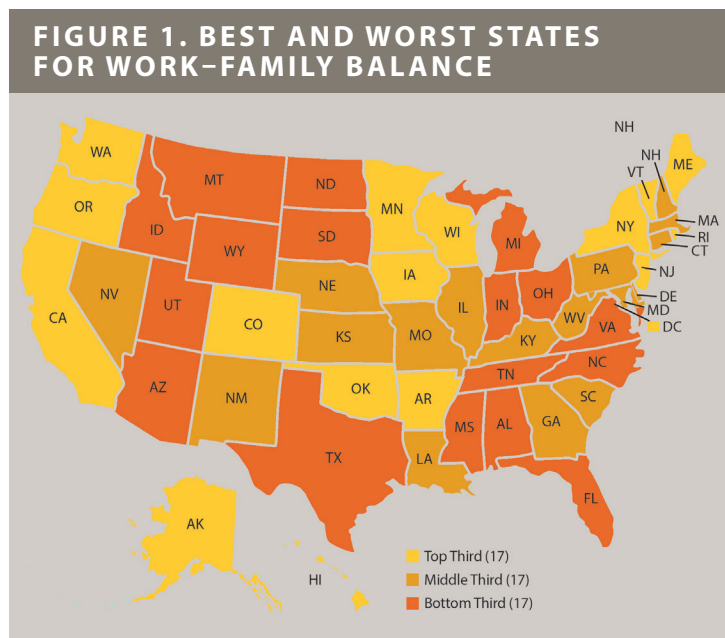 FIGURE 1. BEST AND WORST STATES
FOR WORK–FAMILY BALANCE
NH
WA
MT
ND
MN
VT
NH
ME
OR
ID
SD
WI
MI
NY
MA
RI
CT
WY
IA
PA
NJ
NV
UT
NE
IL
IN
OH
DE
MD
DC
CA
CO
KS
MO
WV
VA
KY
AZ
NM
OK
AR
TN
NC
SC
TX
LA
MS
AL
GA
FL
AK
HI
Top Third (17)
Middle Third (17)
Bottom Third (17)